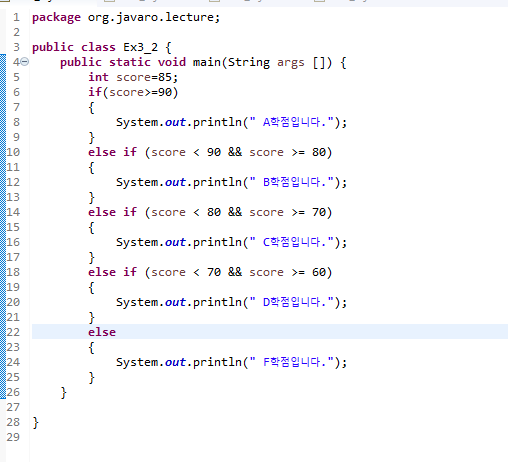 1 package org.javaro.lecture;
2
3 public class Ex3_2 {
4 public static void main(String args []) {
5 int score=85;
6 if(score>=90)
7 {
8 System.out.println(" A학점입니다.");
9 }
10 else if (score < 90 && score >= 80)
11 {
12 System.out.println(" B학점입니다.");
13 }
14 else if (score < 80 && score >= 70)
15 {
16 System.out.println(" C학점입니다.");
17 }
18 else if (score < 70 && score >= 60)
19 {
20 System.out.println(" D학점입니다.");
21 }
22 else
23 {
24 System.out.println(" F학점입니다.");
25 }
26 }
27
28 }
29